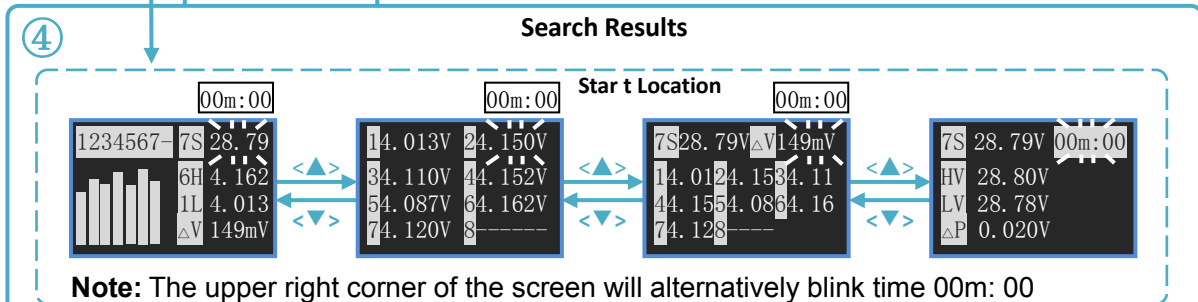 ④
Search Results
Star t Location
00m:00
00m:00
00m:00
1234567- 7S 28.79
6H 4.162
1L 4.013
△V 149mV
<▲>
<▼>
14.013V 24.150V
34.110V 44.152V
54.087V 64.162V
74.120V 8------
<▲>
<▼>
7S28.79V△V149mV
14.0124.1534.11
44.1554.0864.16
74.128----
<▲>
<▼>
7S 28.79V 00m:00
HV 28.80V
LV 28.78V
△P 0.020V
Note: The upper right corner of the screen will alternatively blink time 00m: 00